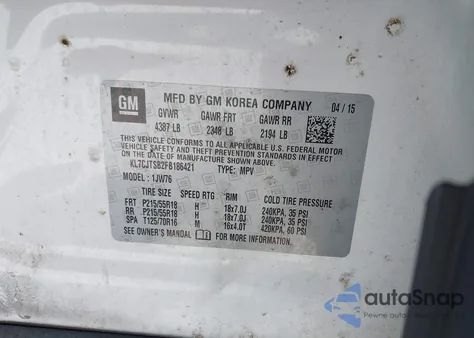 GM
MFD BY GM KOREA COMPANY 04 / 15
GVWR GAWR FRT GAWR RR
4387 LB 2348 LB 2194 LB
THIS VEHICLE CONFORMS TO ALL APPLICABLE U.S. FEDERAL MOTOR
VEHICLE SAFETY AND THEFT PREVENTION STANDARDS IN EFFECT
ON THE DATE OF MANUFACTURE SHOWN ABOVE.
KL7CJTSB2FB186421 TYPE: MPV
MODEL: 1JW76
TIRE SIZE SPEED RTG RIM COLD TIRE PRESSURE
FRT P215/55R18 H 18x7.0J 240KPA, 35 PSI
RR P215/55R18 H 18x7.0J 240KPA, 35 PSI
SPA T125/70R16 M 16x4.0T 420KPA, 60 PSI
SEE OWNER'S MANUAL FOR MORE INFORMATION.
autoSnap